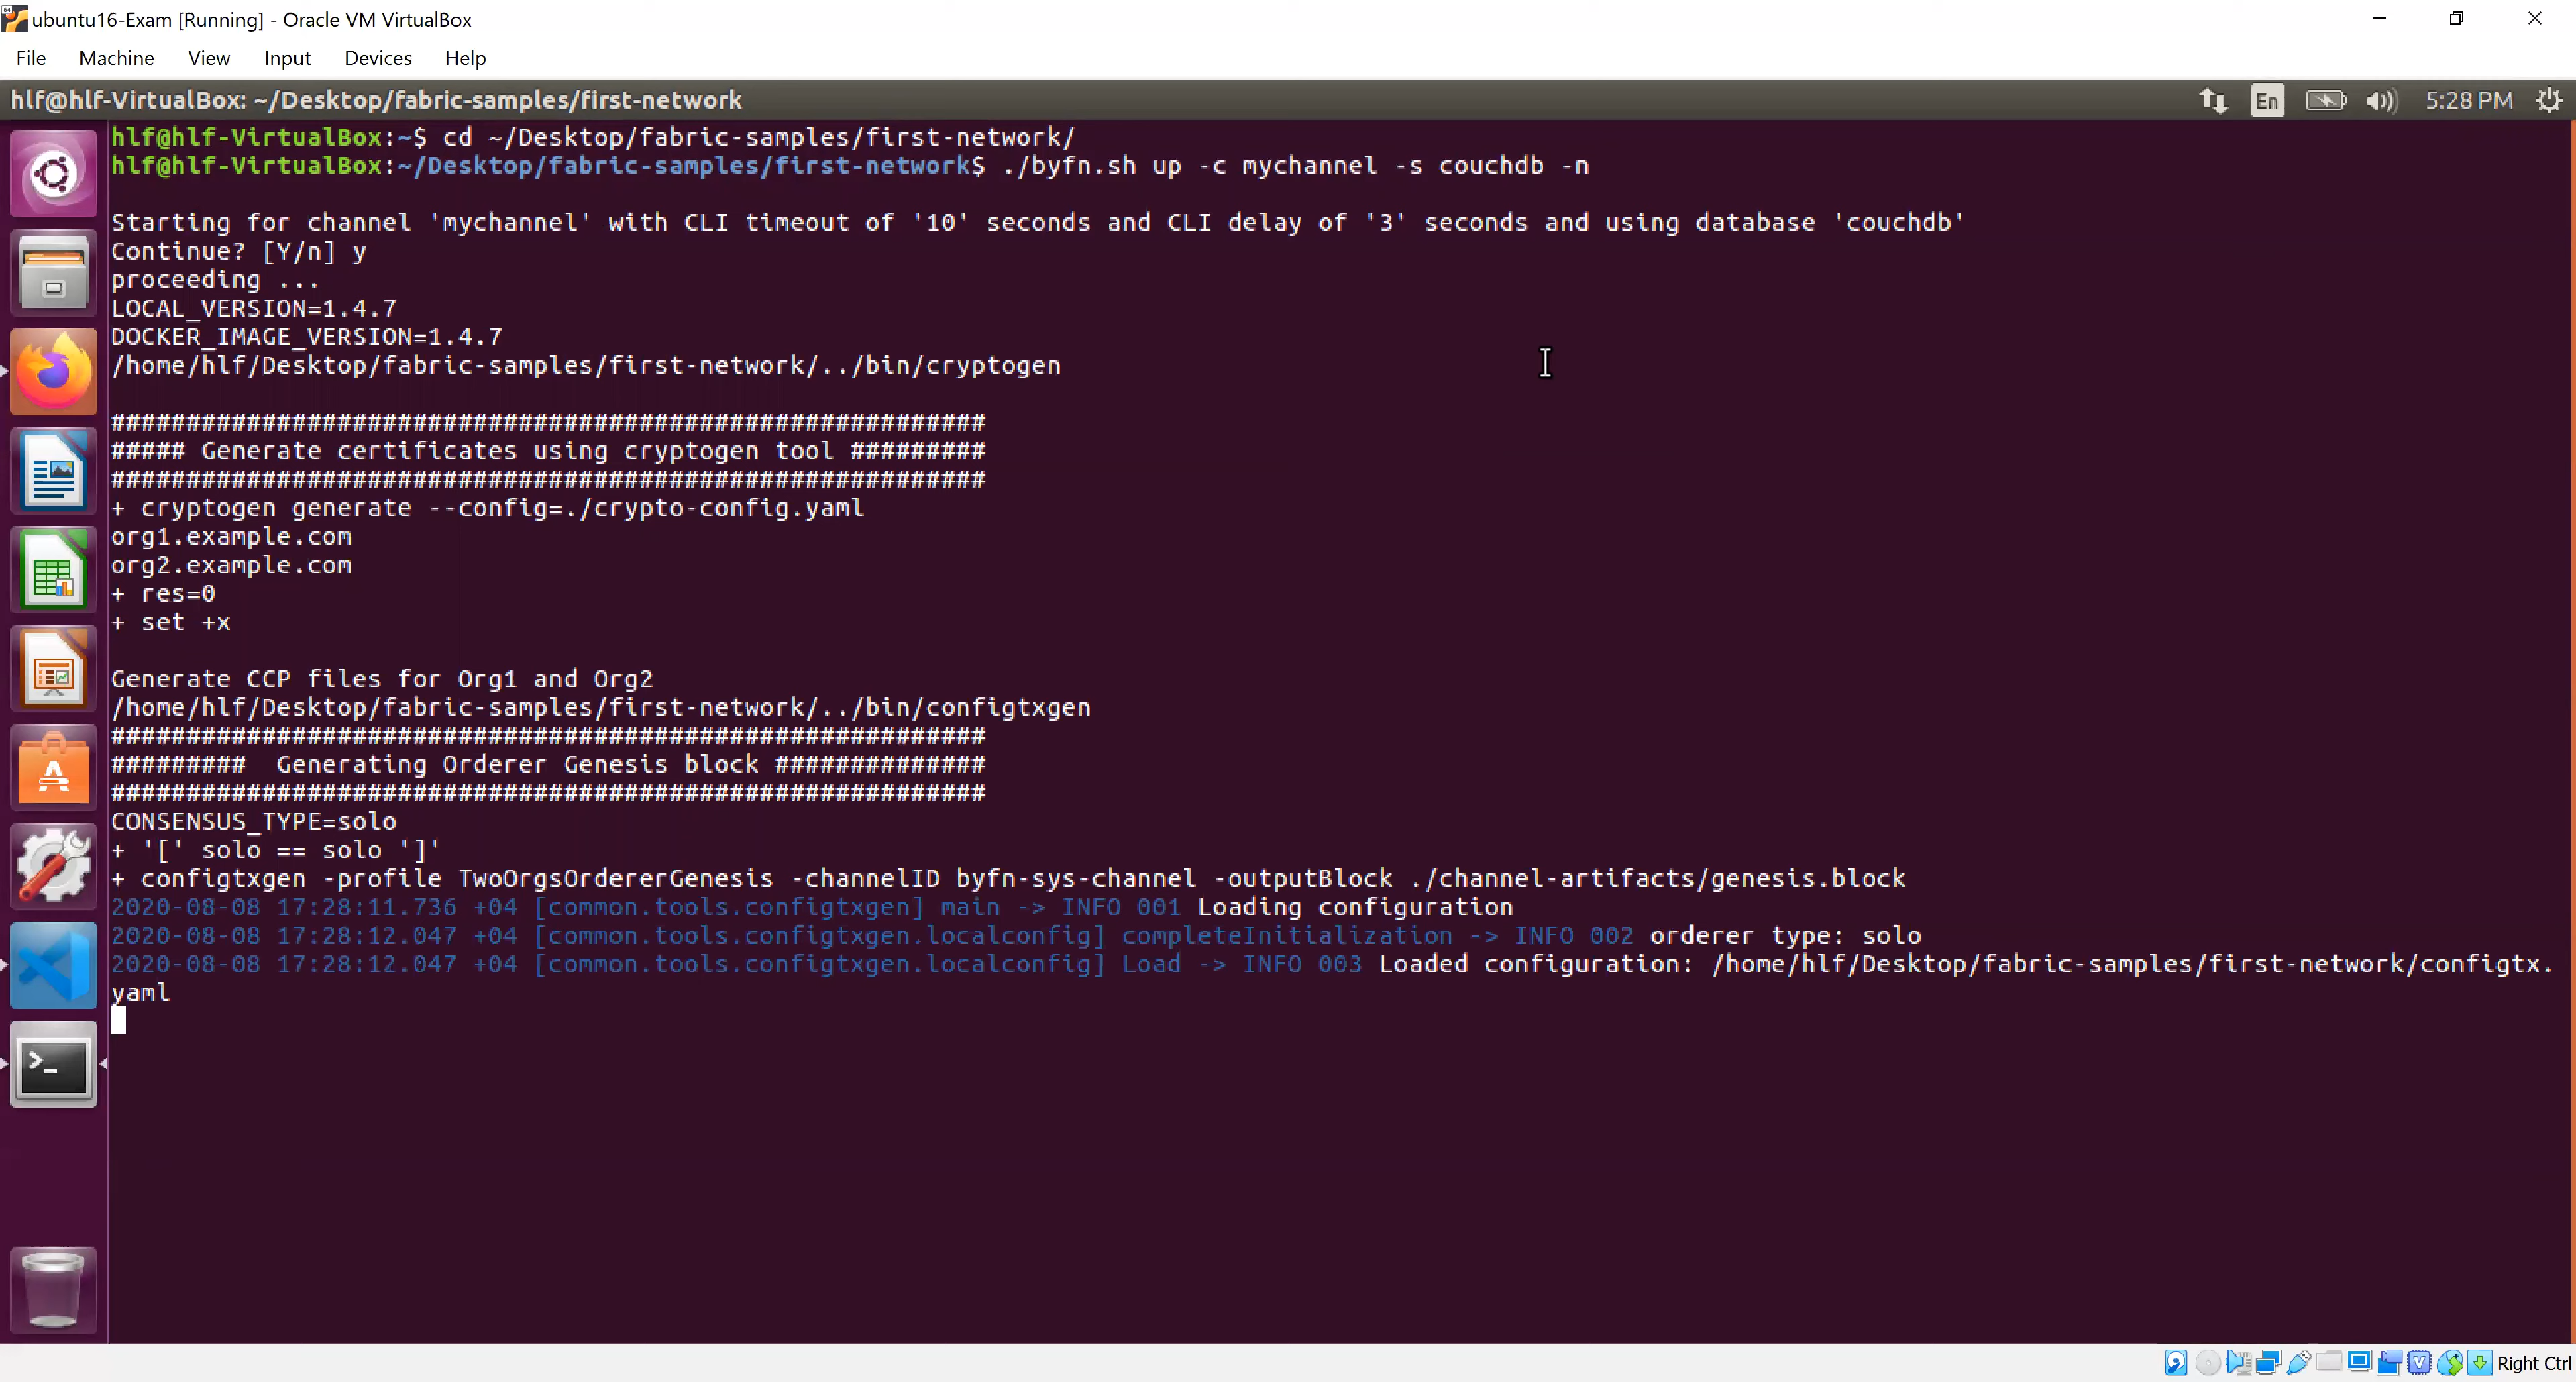 ubuntu16-Exam [Running] - Oracle VM VirtualBox
File Machine View Input Devices Help
hlf@hlf-VirtualBox: ~/Desktop/fabric-samples/first-network
En
5:28 PM
hlf@hlf-VirtualBox:~$ cd ~/Desktop/fabric-samples/first-network/
hlf@hlf-VirtualBox:~/Desktop/fabric-samples/first-network$ ./byfn.sh up -c mychannel -s couchdb -n
Starting for channel 'mychannel' with CLI timeout of '10' seconds and CLI delay of '3' seconds and using database 'couchdb'
Continue? [Y/n] y
proceeding ...
LOCAL_VERSION=1.4.7
DOCKER_IMAGE_VERSION=1.4.7
/home/hlf/Desktop/fabric-samples/first-network/../bin/cryptogen
##########################################################
##### Generate certificates using cryptogen tool #########
##########################################################
+ cryptogen generate --config=./crypto-config.yaml
org1.example.com
org2.example.com
+ res=0
+ set +x
Generate CCP files for Org1 and Org2
/home/hlf/Desktop/fabric-samples/first-network/../bin/configtxgen
##########################################################
#########  Generating Orderer Genesis block ##############
##########################################################
CONSENSUS_TYPE=solo
+ '[' solo == solo ']'
+ configtxgen -profile TwoOrgsOrdererGenesis -channelID byfn-sys-channel -outputBlock ./channel-artifacts/genesis.block
2020-08-08 17:28:11.736 +04 [common.tools.configtxgen] main -> INFO 001 Loading configuration
2020-08-08 17:28:12.047 +04 [common.tools.configtxgen.localconfig] completeInitialization -> INFO 002 orderer type: solo
2020-08-08 17:28:12.047 +04 [common.tools.configtxgen.localconfig] Load -> INFO 003 Loaded configuration: /home/hlf/Desktop/fabric-samples/first-network/configtx.
yaml
Right Ctrl